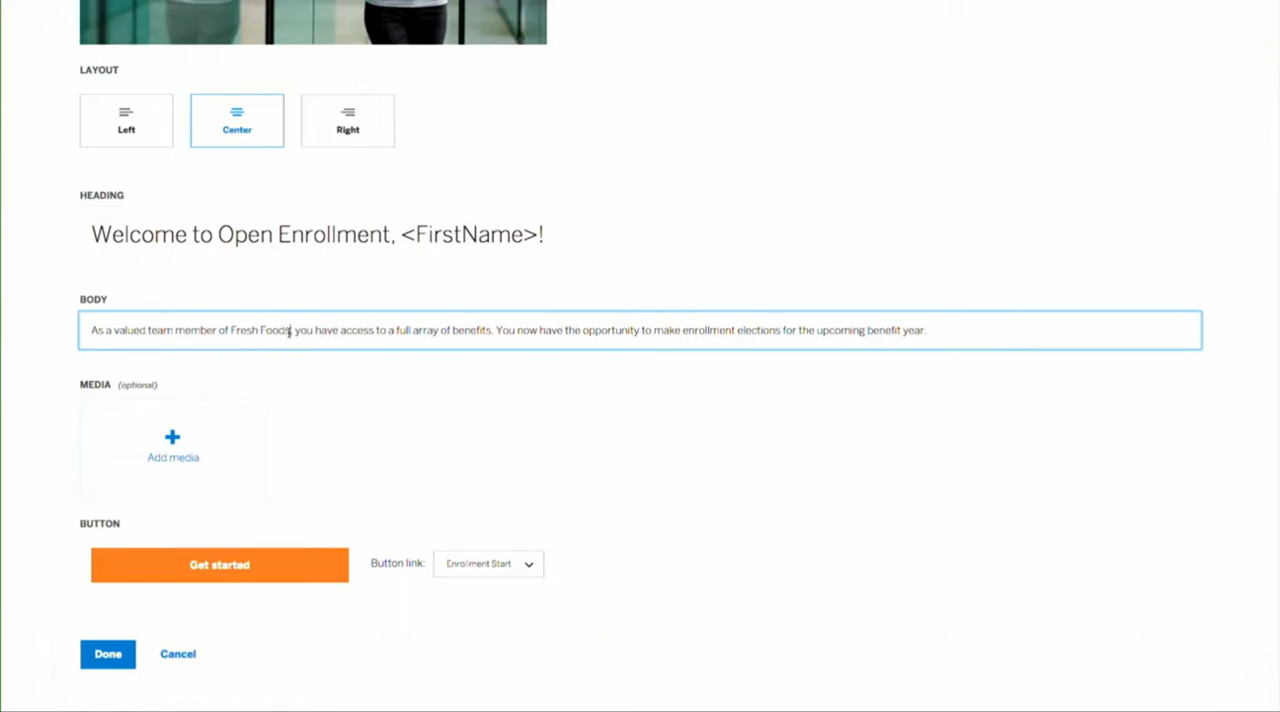 LAYOUT
Left
Center
Right
HEADING
Welcome to Open Enrollment, <FirstName>!
BODY
As a valued team member of Fresh Foods, you have access to a full array of benefits. You now have the opportunity to make enrollment elections for the upcoming benefit year.
MEDIA (optional)
Add media
BUTTON
Get started
Button link: Enrollment Start
Done Cancel